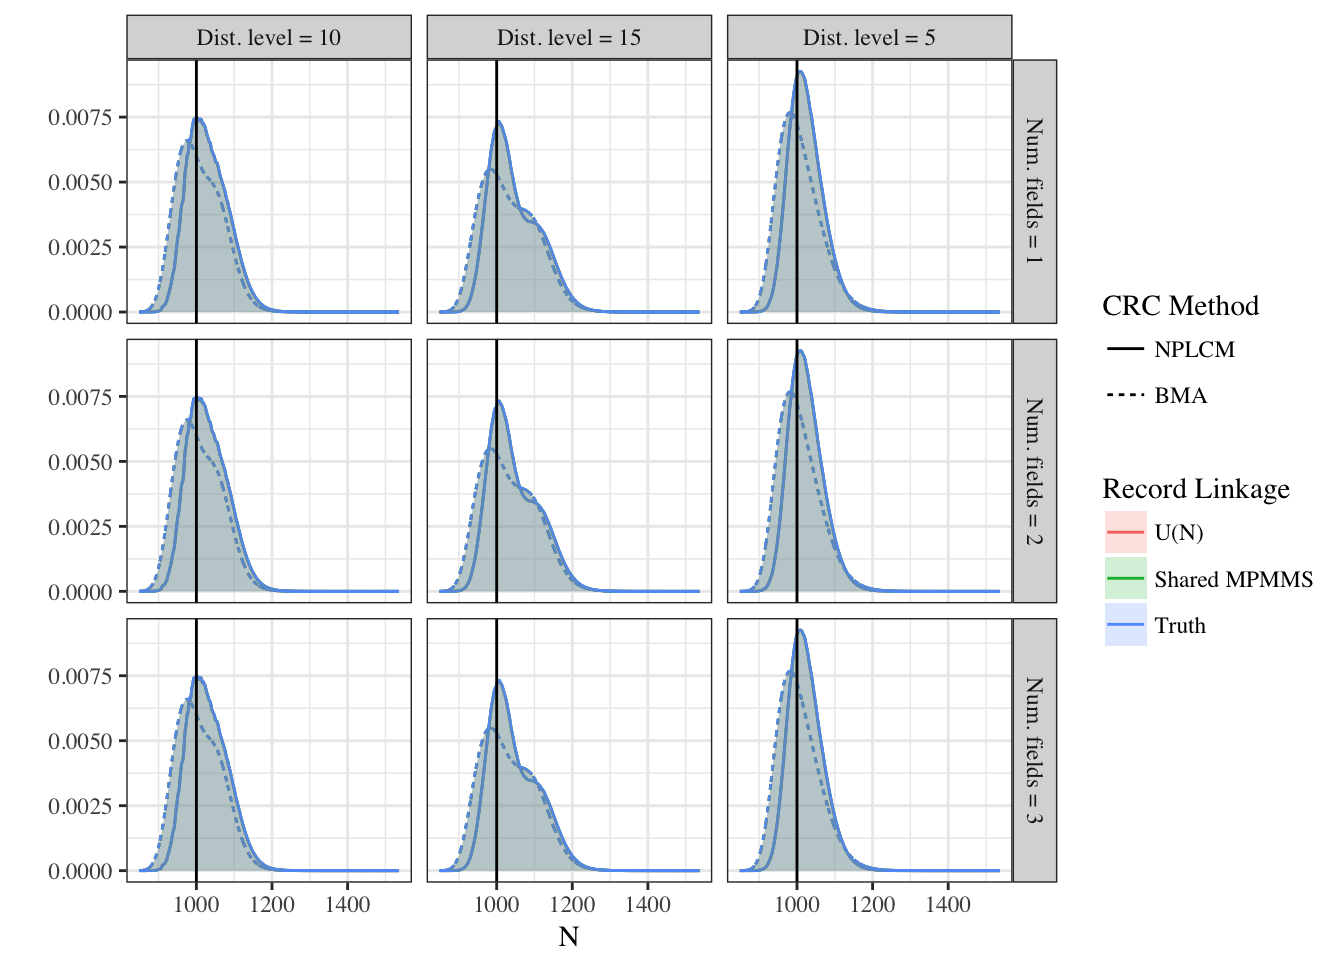 Dist. level = 10
Dist. level = 15
Dist. level = 5
0.0075
0.0050
0.0025
0.0000
Num. fields = 1
0.0075
0.0050
0.0025
0.0000
Num. fields = 2
0.0075
0.0050
0.0025
0.0000
Num. fields = 3
1000 1200 1400
1000 1200 1400
1000 1200 1400
N
CRC Method
NPLCM
BMA
Record Linkage
U(N)
Shared MPMMS
Truth